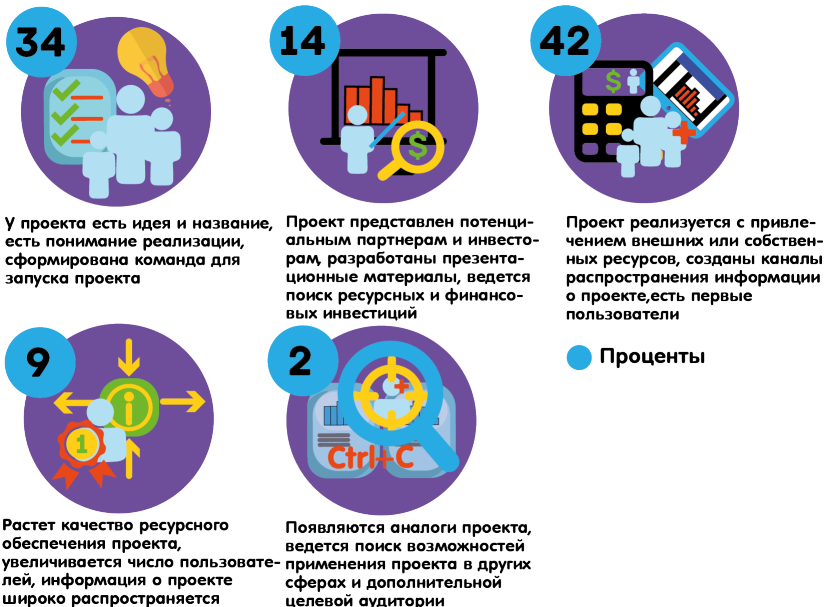 34
У проекта есть идея и название,
есть понимание реализации,
сформирована команда для
запуска проекта
14
$
Проект представлен потенци-
альным партнерам и инвесто-
рам, разработаны презента-
ционные материалы, ведется
поиск ресурсных и финансо-
вых инвестиций
42
$
Проект реализуется с привле-
чением внешних или собствен-
ных ресурсов, созданы каналы
распространения информации
о проекте,есть первые
пользователи
Проценты
9
i
1
Растет качество ресурсного
обеспечения проекта,
увеличивается число пользовате-
лей, информация о проекте
широко распространяется
2
Ctrl+C
Появляются аналоги проекта,
ведется поиск возможностей
применения проекта в других
сферах и дополнительной
целевой аудитории